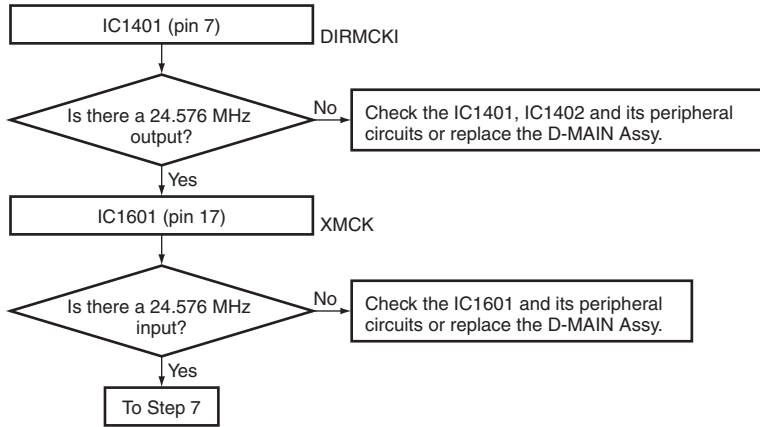 IC1401 (pin 7)
DIRMCKI
Is there a 24.576 MHz
output?
No
Check the IC1401, IC1402 and its peripheral
circuits or replace the D-MAIN Assy.
Yes
IC1601 (pin 17)
XMCK
Is there a 24.576 MHz
input?
No
Check the IC1601 and its peripheral
circuits or replace the D-MAIN Assy.
Yes
To Step 7